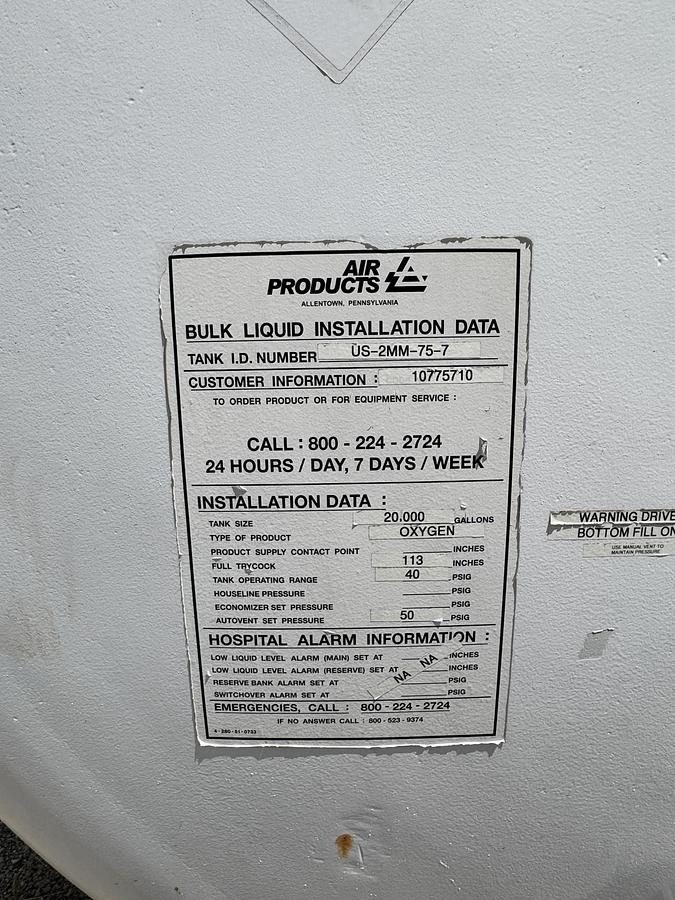 AIR
PRODUCTS
ALLENTOWN, PENNSYLVANIA
BULK LIQUID INSTALLATION DATA
TANK I.D. NUMBER US-2MM-75-7
CUSTOMER INFORMATION : 10775710
TO ORDER PRODUCT OR FOR EQUIPMENT SERVICE :
CALL : 800 - 224 - 2724
24 HOURS / DAY, 7 DAYS / WEEK
INSTALLATION DATA :
TANK SIZE 20.000 GALLONS
TYPE OF PRODUCT OXYGEN
PRODUCT SUPPLY CONTACT POINT INCHES
FULL TRYCOCK 113 INCHES
TANK OPERATING RANGE 40 PSIG
HOUSELINE PRESSURE PSIG
ECONOMIZER SET PRESSURE PSIG
AUTOVENT SET PRESSURE 50 PSIG
HOSPITAL ALARM INFORMATION :
LOW LIQUID LEVEL ALARM (MAIN) SET AT NA INCHES
LOW LIQUID LEVEL ALARM (RESERVE) SET AT NA INCHES
RESERVE BANK ALARM SET AT PSIG
SWITCHOVER ALARM SET AT PSIG
EMERGENCIES, CALL : 800 - 224 - 2724
IF NO ANSWER CALL : 800 - 523 - 9374
WARNING DRIVE
BOTTOM FILL ON
USE MANUAL VENT TO
MAINTAIN PRESSURE